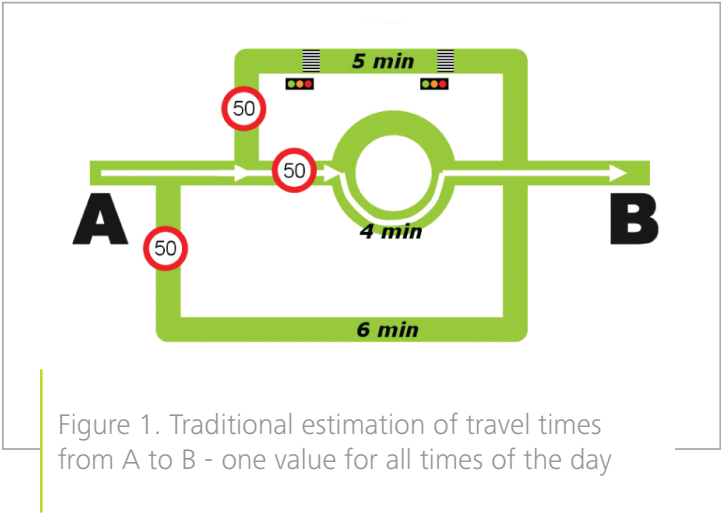 5 min
50
50
A
B
4 min
50
6 min
Figure 1. Traditional estimation of travel times
from A to B - one value for all times of the day